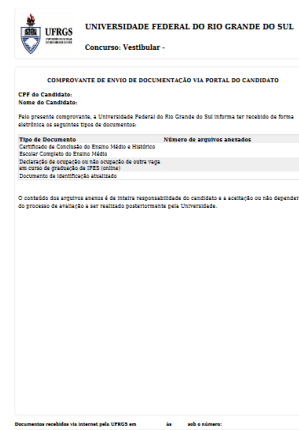 UFRGS
UNIVERSIDADE FEDERAL DO RIO GRANDE DO SUL
Concurso: Vestibular -
COMPROVANTE DE ENVIO DE DOCUMENTAÇÃO VIA PORTAL DO CANDIDATO
CPF do Candidato:
Nome do Candidato:
Pelo presente comprovante, a Universidade Federal do Rio Grande do Sul informa ter recebido de forma
eletrônica os seguintes tipos de documentos:
Tipo de Documento Número de arquivos anexados
Certificado de Conclusão do Ensino Médio e Histórico
Escolar Completo do Ensino Médio
Declaração de ocupação ou não ocupação de outra vaga
em curso de graduação de IPES (online)
Documento de identificação atualizado
O conteúdo dos arquivos anexos é de inteira responsabilidade do candidato e a aceitação ou não depender
do processo de avaliação a ser realizado posteriormente pela Universidade.
Documentos recebidos via internet pela UFRGS em às sob o número: